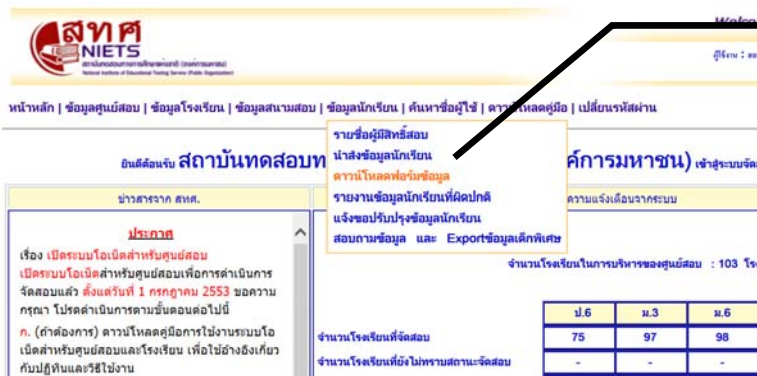 สทศ
NIETS
สถาบันทดสอบทางการศึกษาแห่งชาติ (องค์การมหาชน)
National Institute of Educational Testing Service (Public Organization)
ผู้ใช้งาน :
หน้าหลัก | ข้อมูลศูนย์สอบ | ข้อมูลโรงเรียน | ข้อมูลสนามสอบ | ข้อมูลนักเรียน | ค้นหาชื่อผู้ใช้ | ดาวน์โหลดคู่มือ | เปลี่ยนรหัสผ่าน
รายชื่อผู้มีสิทธิ์สอบ
นำส่งข้อมูลนักเรียน
ดาวน์โหลดฟอร์มข้อมูล
รายงานข้อมูลนักเรียนที่ผิดปกติ
แจ้งขอปรับปรุงข้อมูลนักเรียน
สอบถามข้อมูล และ Exportข้อมูลเด็กพิเศษ
ยินดีต้อนรับ สถาบันทดสอบท
ค์การมหาชน) เข้าสู่ระบบจัด
ข่าวสารจาก สทศ.
ความแจ้งเตือนจากระบบ
ประกาศ
เรื่อง เปิดระบบโอเน็ตสำหรับศูนย์สอบ
เปิดระบบโอเน็ตสำหรับศูนย์สอบเพื่อการดำเนินการ
จัดสอบแล้ว ตั้งแต่วันที่ 1 กรกฎาคม 2553 ขอความ
กรุณา โปรดดำเนินการตามขั้นตอนต่อไปนี้
ก. (ถ้าต้องการ) ดาวน์โหลดคู่มือการใช้งานระบบโอ
เน็ตสำหรับศูนย์สอบและโรงเรียน เพื่อใช้อ้างอิงเกี่ยว
กับปฏิทินและวิธีใช้งาน
จำนวนโรงเรียนในการบริหารของศูนย์สอบ : 103 โร
ป.6 ม.3 ม.6
จำนวนโรงเรียนที่จัดสอบ 75 97 98
จำนวนโรงเรียนที่ยังไม่ทราบสถานะจัดสอบ - - -